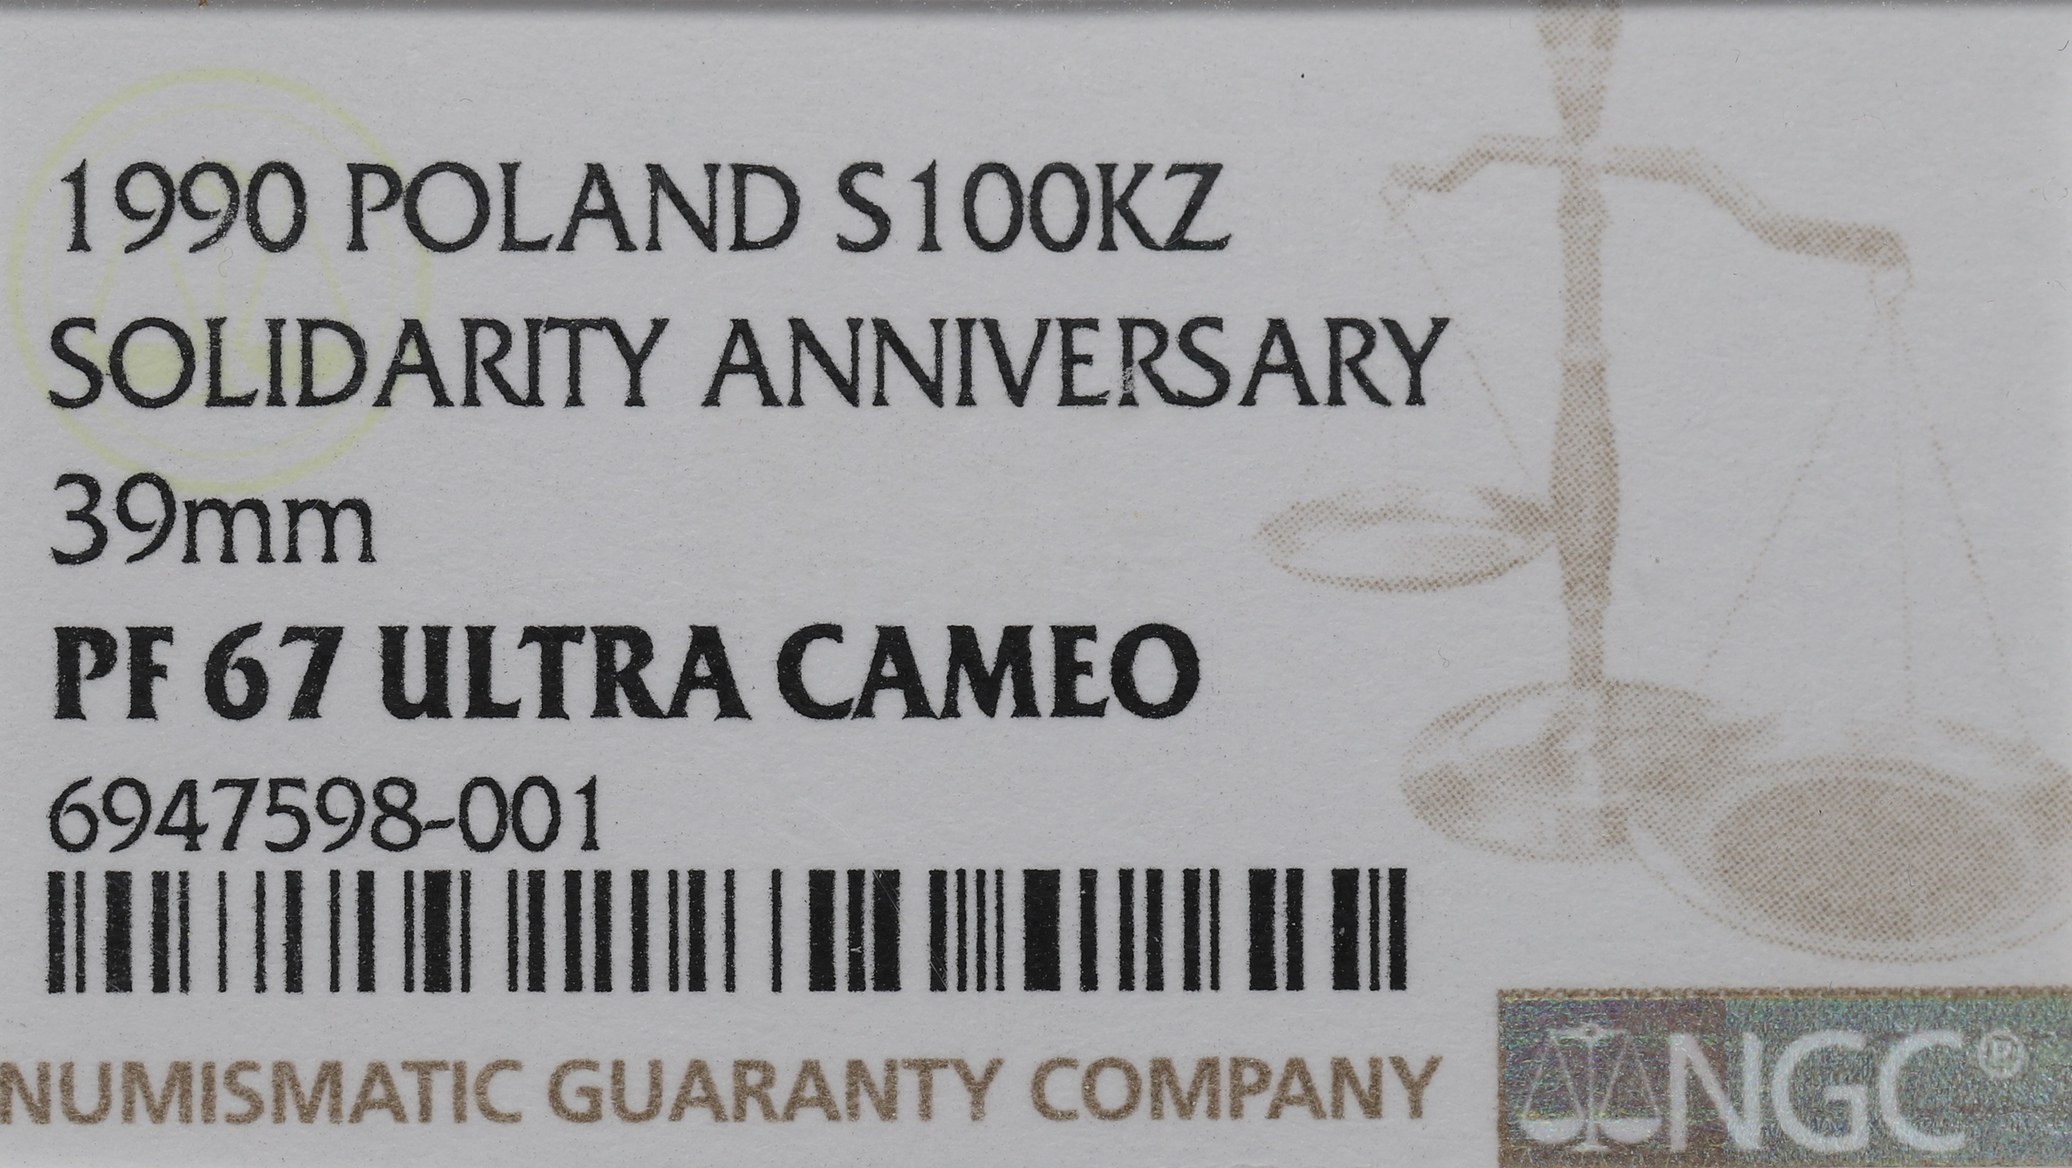 1990 POLAND S100KZ
SOLIDARITY ANNIVERSARY
39mm
PF 67 ULTRA CAMEO
6947598-001
NUMISMATIC GUARANTY COMPANY
NGC®